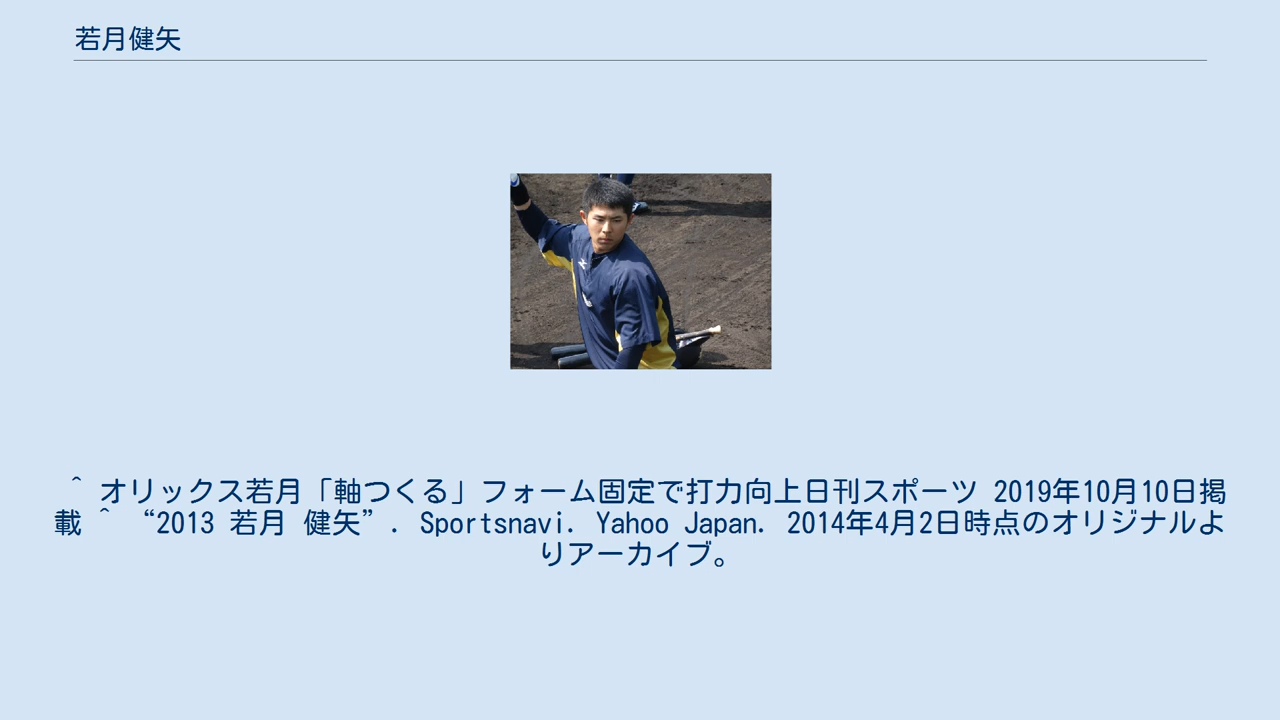 若月健矢
^ オリックス若月「軸つくる」フォーム固定で打力向上日刊スポーツ 2019年10月10日掲
載 ^ “2013 若月 健矢”. Sportsnavi. Yahoo Japan. 2014年4月2日時点のオリジナルよ
りアーカイブ。